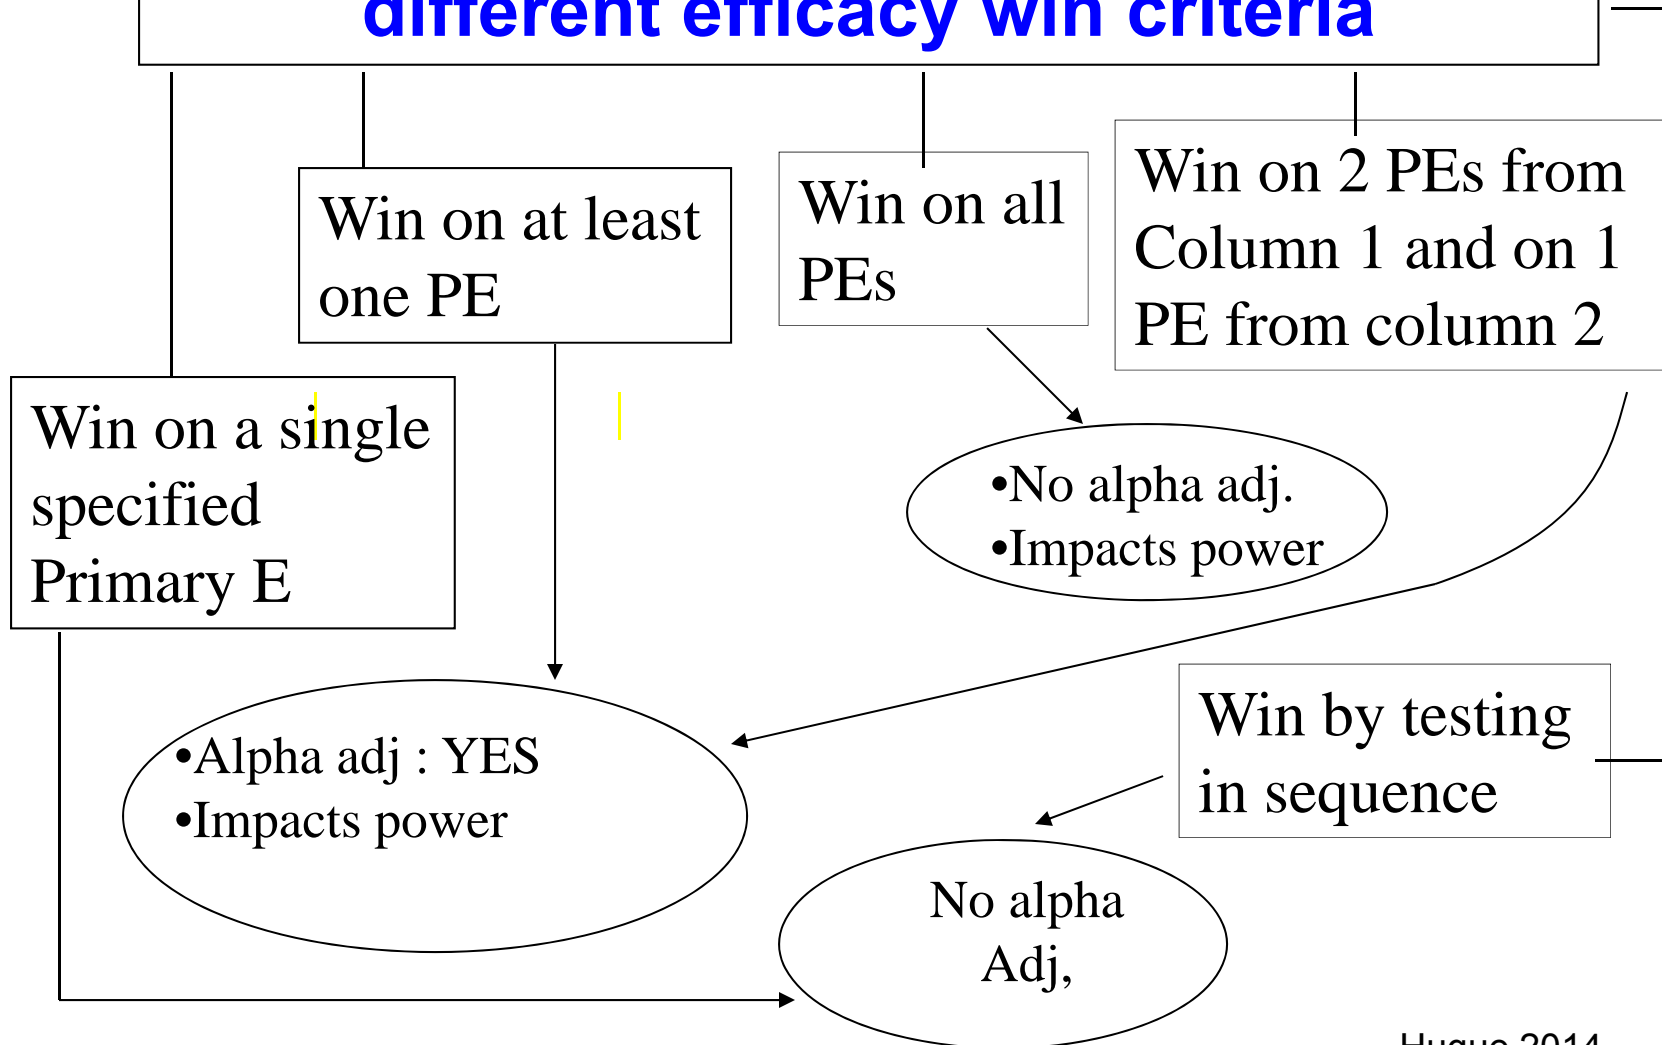 different efficacy win criteria
Win on at least
one PE
Win on all
PEs
Win on 2 PEs from
Column 1 and on 1
PE from column 2
Win on a single
specified
Primary E
•No alpha adj.
•Impacts power
•Alpha adj : YES
•Impacts power
Win by testing
in sequence
No alpha
Adj,
Huque 2014